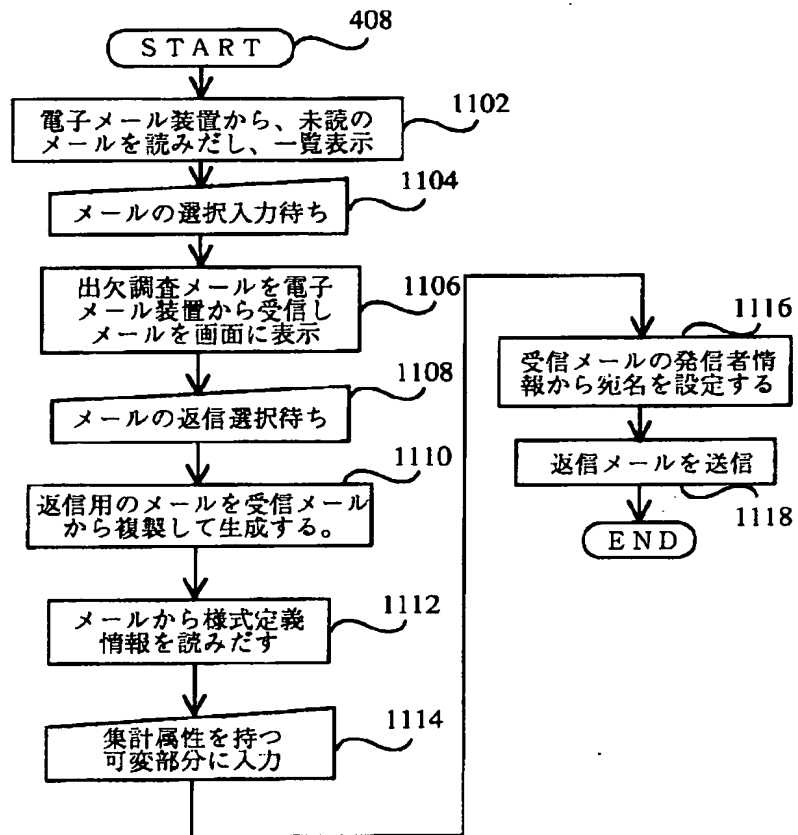 START
408
電子メール装置から、未読の
メールを読みだし、一覧表示
1102
メールの選択入力待ち
1104
出欠調査メールを電子
メール装置から受信し
メールを画面に表示
1106
メールの返信選択待ち
1108
返信用のメールを受信メール
から複製して生成する。
1110
メールから様式定義
情報を読みだす
1112
集計属性を持つ
可変部分に入力
1114
受信メールの発信者情
報から宛名を設定する
1116
返信メールを送信
1118
END